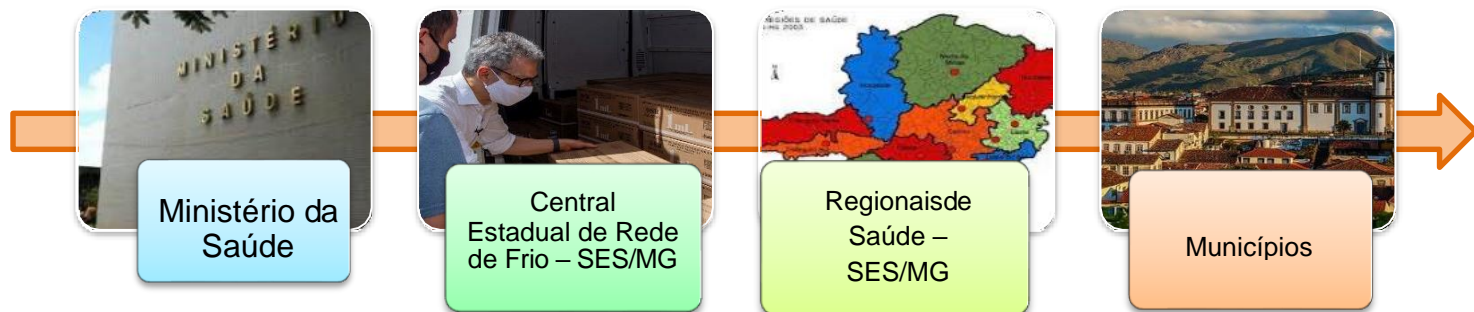 MINISTÉRIO
DA
SAÚDE
Ministério da
Saúde
Central
Estadual de Rede
de Frio – SES/MG
Regionaisde
Saúde –
SES/MG
Municípios